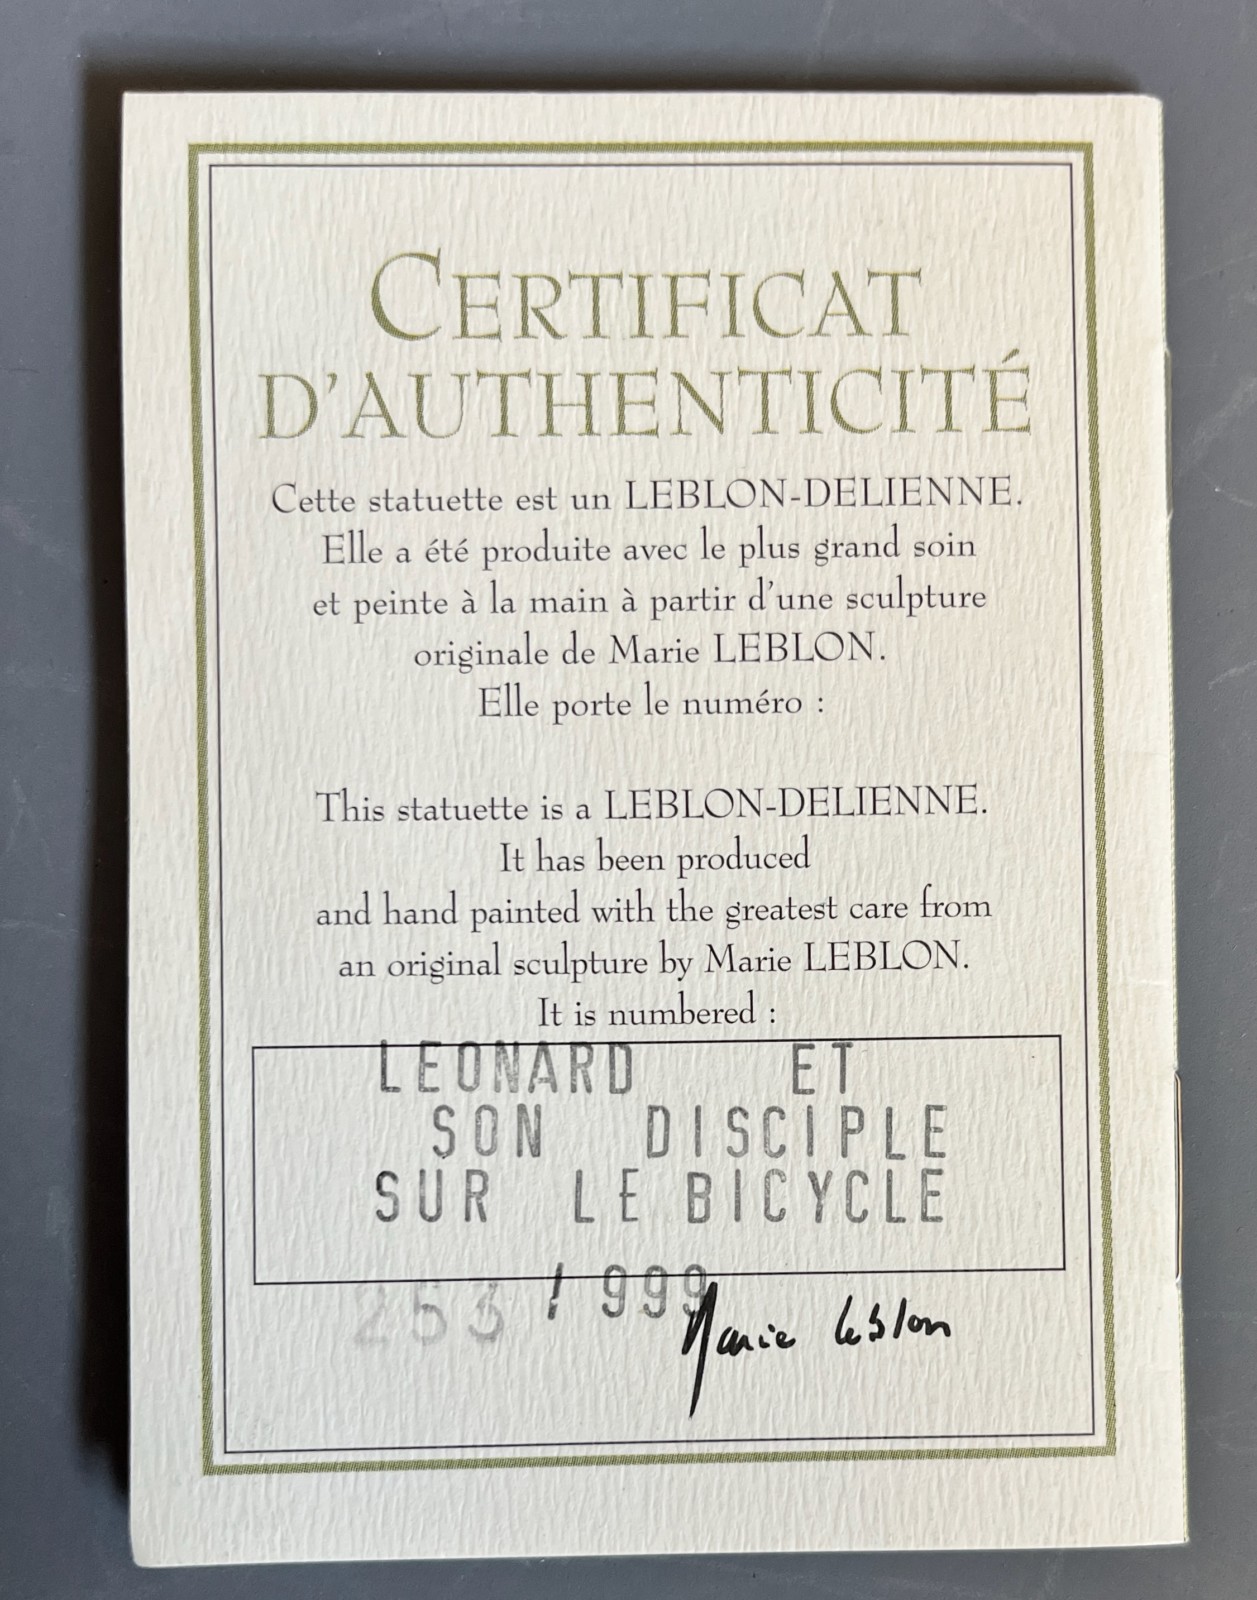 CERTIFICAT
D'AUTHENTICITÉ
Cette statuette est un LEBLON-DELIENNE.
Elle a été produite avec le plus grand soin
et peinte à la main à partir d'une sculpture
originale de Marie LEBLON.
Elle porte le numéro :
This statuette is a LEBLON-DELIENNE.
It has been produced
and hand painted with the greatest care from
an original sculpture by Marie LEBLON.
It is numbered :
LEONARD ET
SON DISCIPLE
SUR LE BICYCLE
253 / 999
Marie Leblon